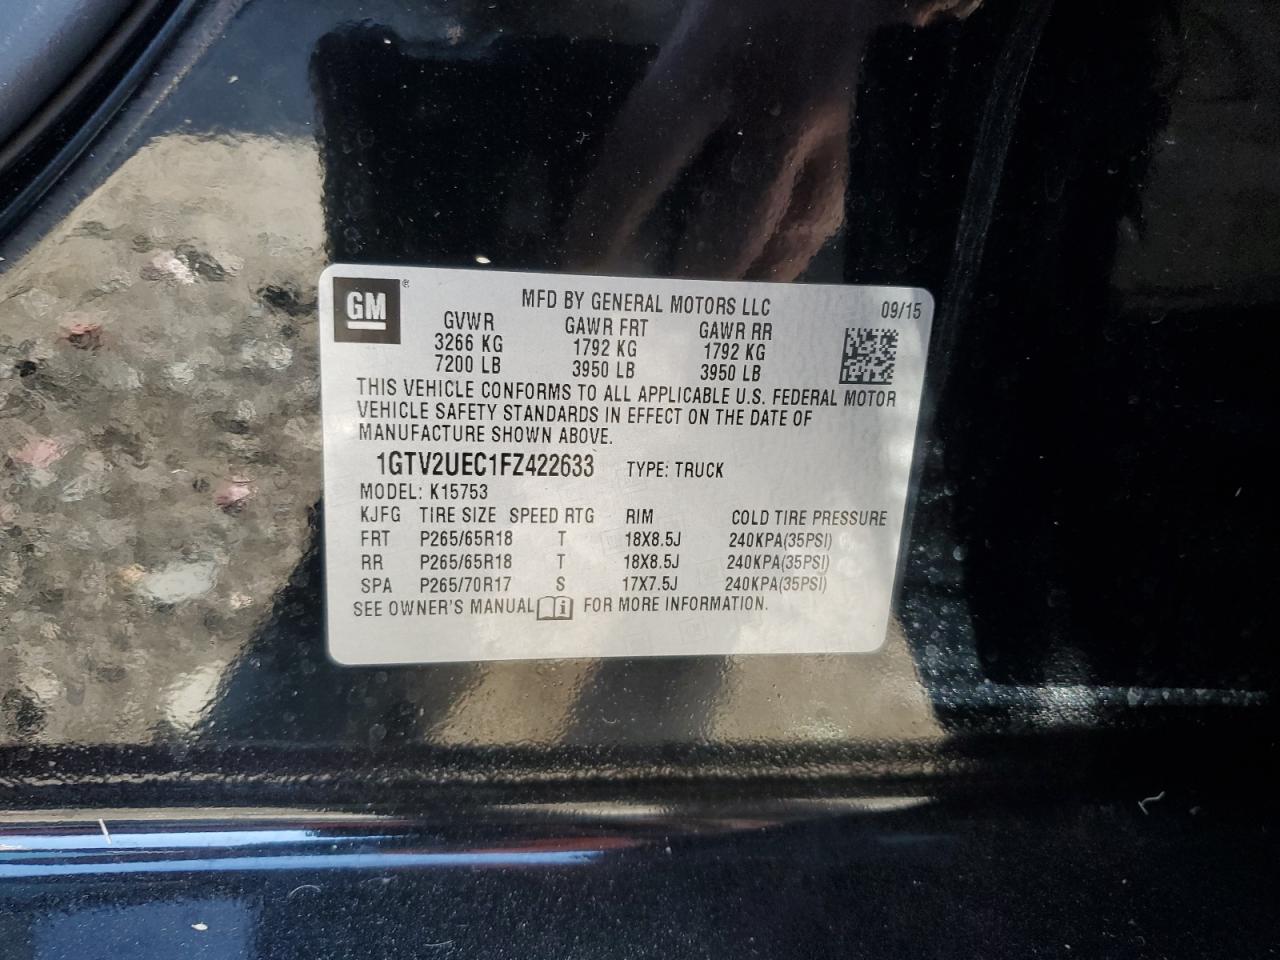 GM®
MFD BY GENERAL MOTORS LLC 09/15
GVWR GAWR FRT GAWR RR
3266 KG 1792 KG 1792 KG
7200 LB 3950 LB 3950 LB
THIS VEHICLE CONFORMS TO ALL APPLICABLE U.S. FEDERAL MOTOR
VEHICLE SAFETY STANDARDS IN EFFECT ON THE DATE OF
MANUFACTURE SHOWN ABOVE.
1GTV2UEC1FZ422633 TYPE: TRUCK
MODEL: K15753
KJFG TIRE SIZE SPEED RTG RIM COLD TIRE PRESSURE
FRT P265/65R18 T 18X8.5J 240KPA(35PSI)
RR P265/65R18 T 18X8.5J 240KPA(35PSI)
SPA P265/70R17 S 17X7.5J 240KPA(35PSI)
SEE OWNER'S MANUAL i FOR MORE INFORMATION.